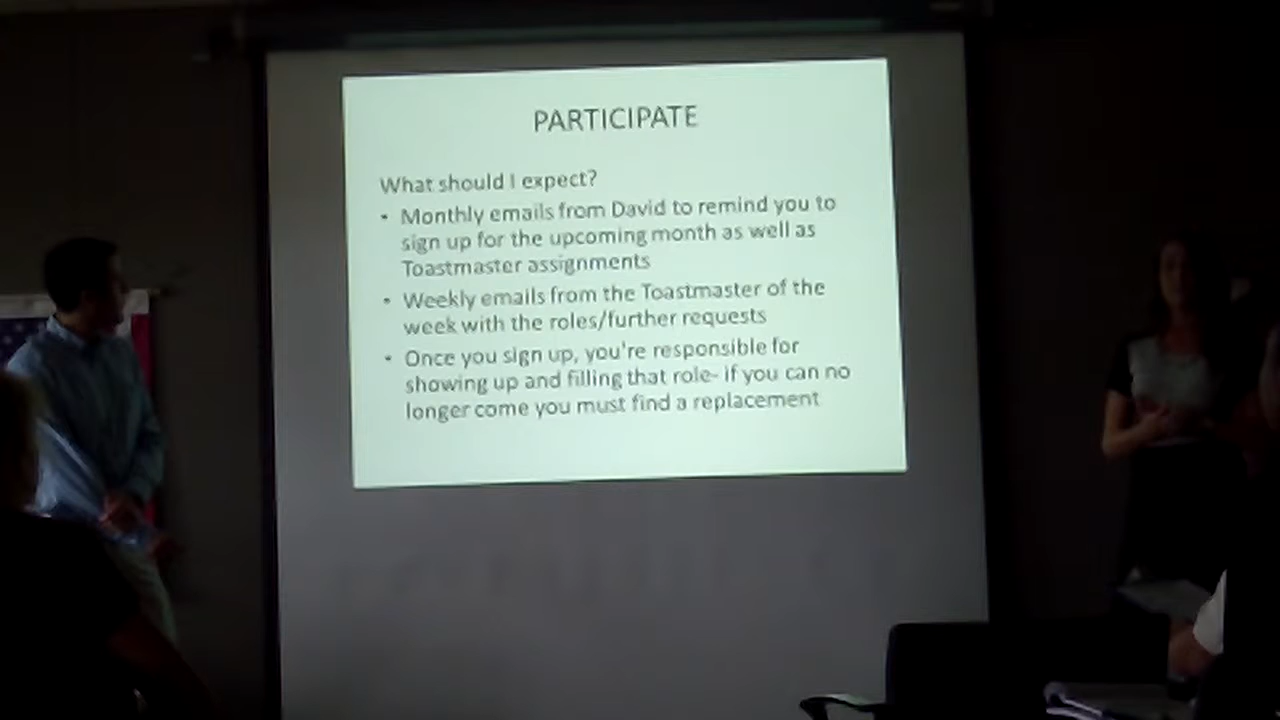 PARTICIPATE
What should I expect?
• Monthly emails from David to remind you to
sign up for the upcoming month as well as
Toastmaster assignments
• Weekly emails from the Toastmaster of the
week with the roles/further requests
• Once you sign up, you're responsible for
showing up and filling that role- if you can no
longer come you must find a replacement